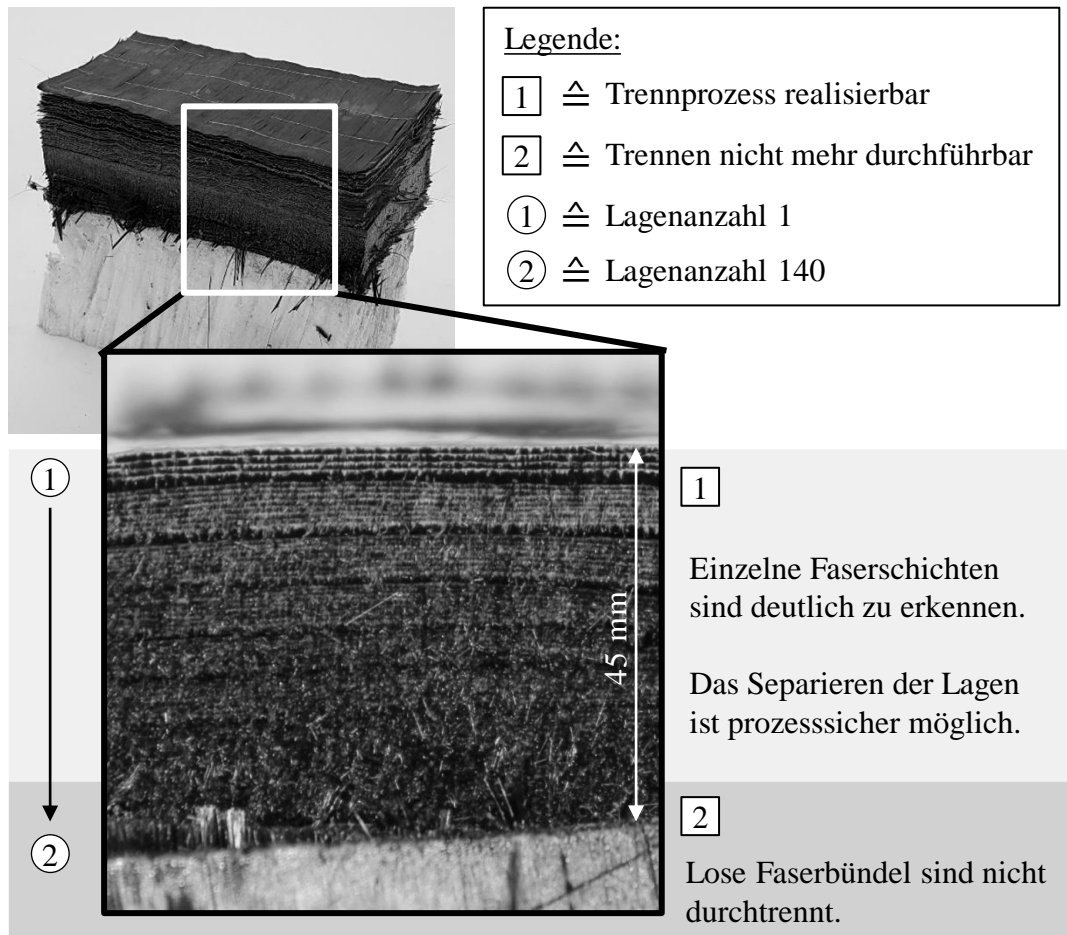 Legende:
1 ≙ Trennprozess realisierbar
2 ≙ Trennen nicht mehr durchführbar
1 ≙ Lagenanzahl 1
2 ≙ Lagenanzahl 140
1
1
Einzelne Faserschichten
sind deutlich zu erkennen.
45 mm
Das Separieren der Lagen
ist prozesssicher möglich.
2
2
Lose Faserbündel sind nicht
durchtrennt.